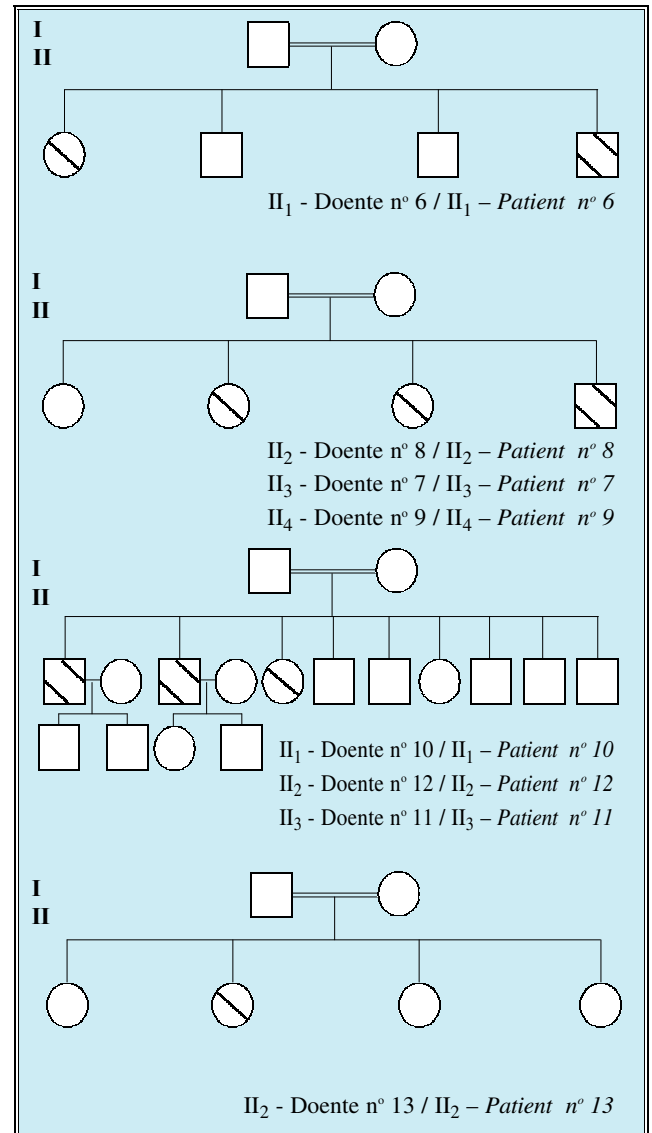 I
II
II₁ - Doente nº 6 / II₁ – Patient nº 6
I
II
II₂ - Doente nº 8 / II₂ – Patient nº 8
II₃ - Doente nº 7 / II₃ – Patient nº 7
II₄ - Doente nº 9 / II₄ – Patient nº 9
I
II
II₁ - Doente nº 10 / II₁ – Patient nº 10
II₂ - Doente nº 12 / II₂ – Patient nº 12
II₃ - Doente nº 11 / II₃ – Patient nº 11
I
II
II₂ - Doente nº 13 / II₂ – Patient nº 13